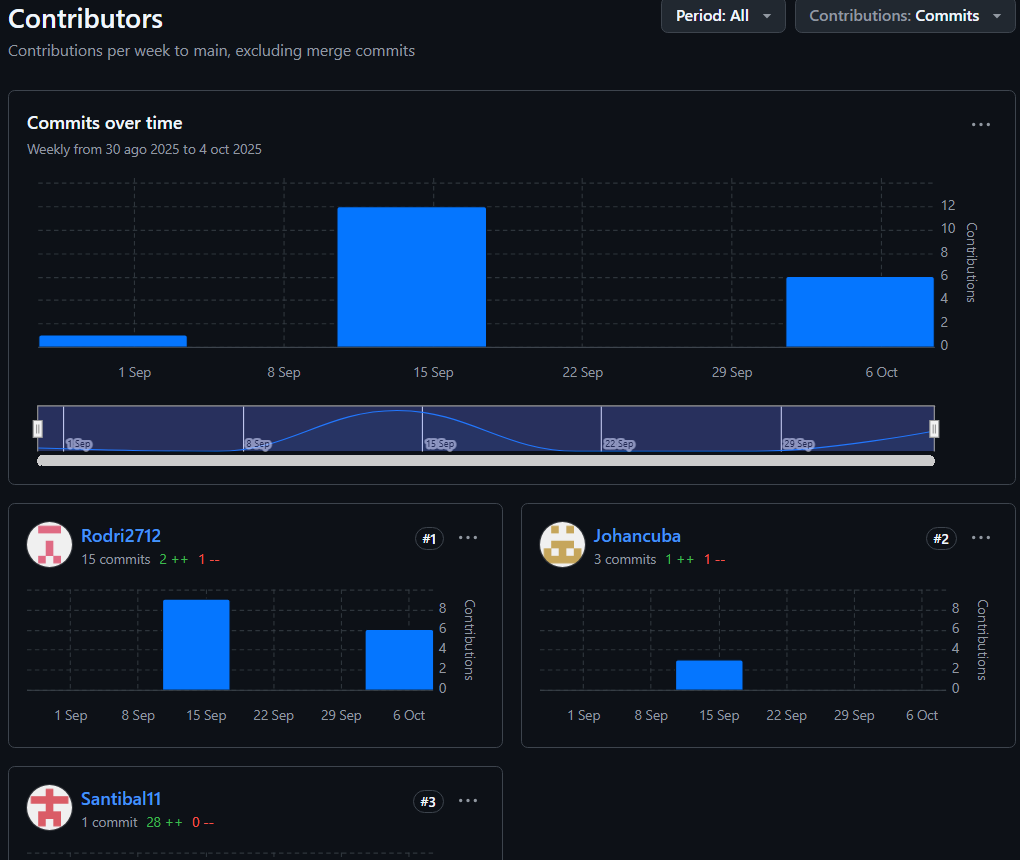 Contributors
Period: All
Contributions: Commits
Contributions per week to main, excluding merge commits
Commits over time
Weekly from 30 ago 2025 to 4 oct 2025
12
10
8
6
4
2
0
Contributions
1 Sep
8 Sep
15 Sep
22 Sep
29 Sep
6 Oct
1 Sep
8 Sep
15 Sep
22 Sep
29 Sep
Rodri2712
#1
15 commits 2 ++ 1 --
8
6
4
2
0
Contributions
1 Sep
8 Sep
15 Sep
22 Sep
29 Sep
6 Oct
Johancuba
#2
3 commits 1 ++ 1 --
8
6
4
2
0
Contributions
1 Sep
8 Sep
15 Sep
22 Sep
29 Sep
6 Oct
Santibal11
#3
1 commit 28 ++ 0 --